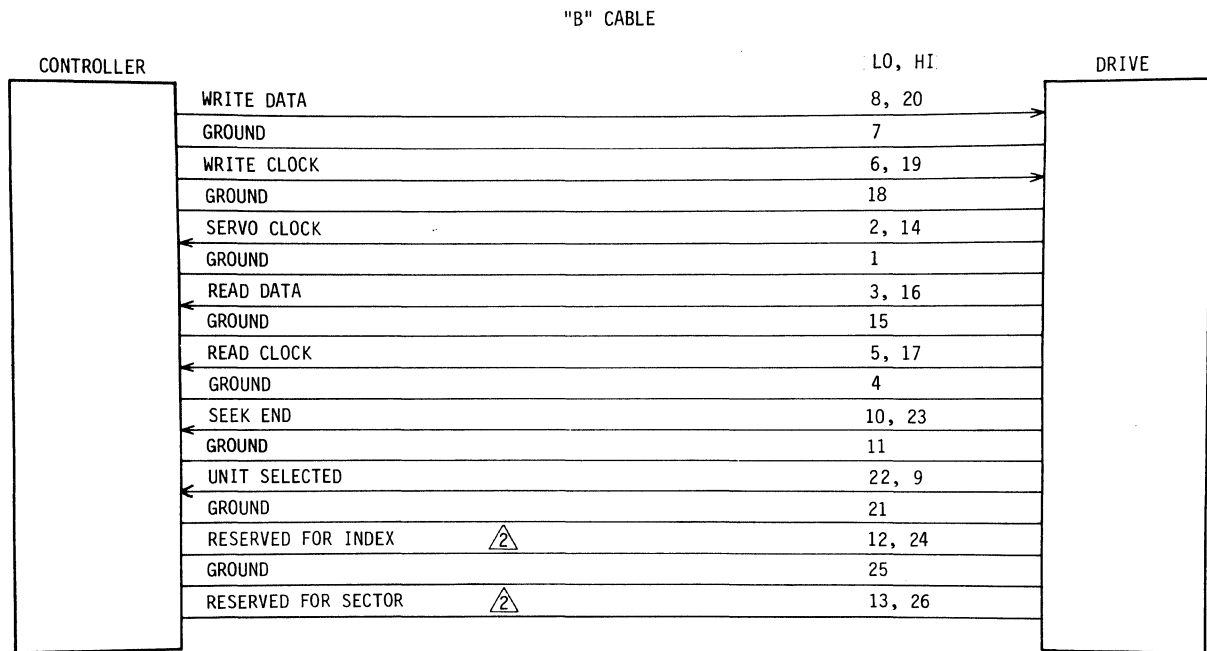 "B" CABLE
CONTROLLER LO, HI DRIVE
WRITE DATA 8, 20
GROUND 7
WRITE CLOCK 6, 19
GROUND 18
SERVO CLOCK 2, 14
GROUND 1
READ DATA 3, 16
GROUND 15
READ CLOCK 5, 17
GROUND 4
SEEK END 10, 23
GROUND 11
UNIT SELECTED 22, 9
GROUND 21
RESERVED FOR INDEX 2 12, 24
GROUND 25
RESERVED FOR SECTOR 2 13, 26